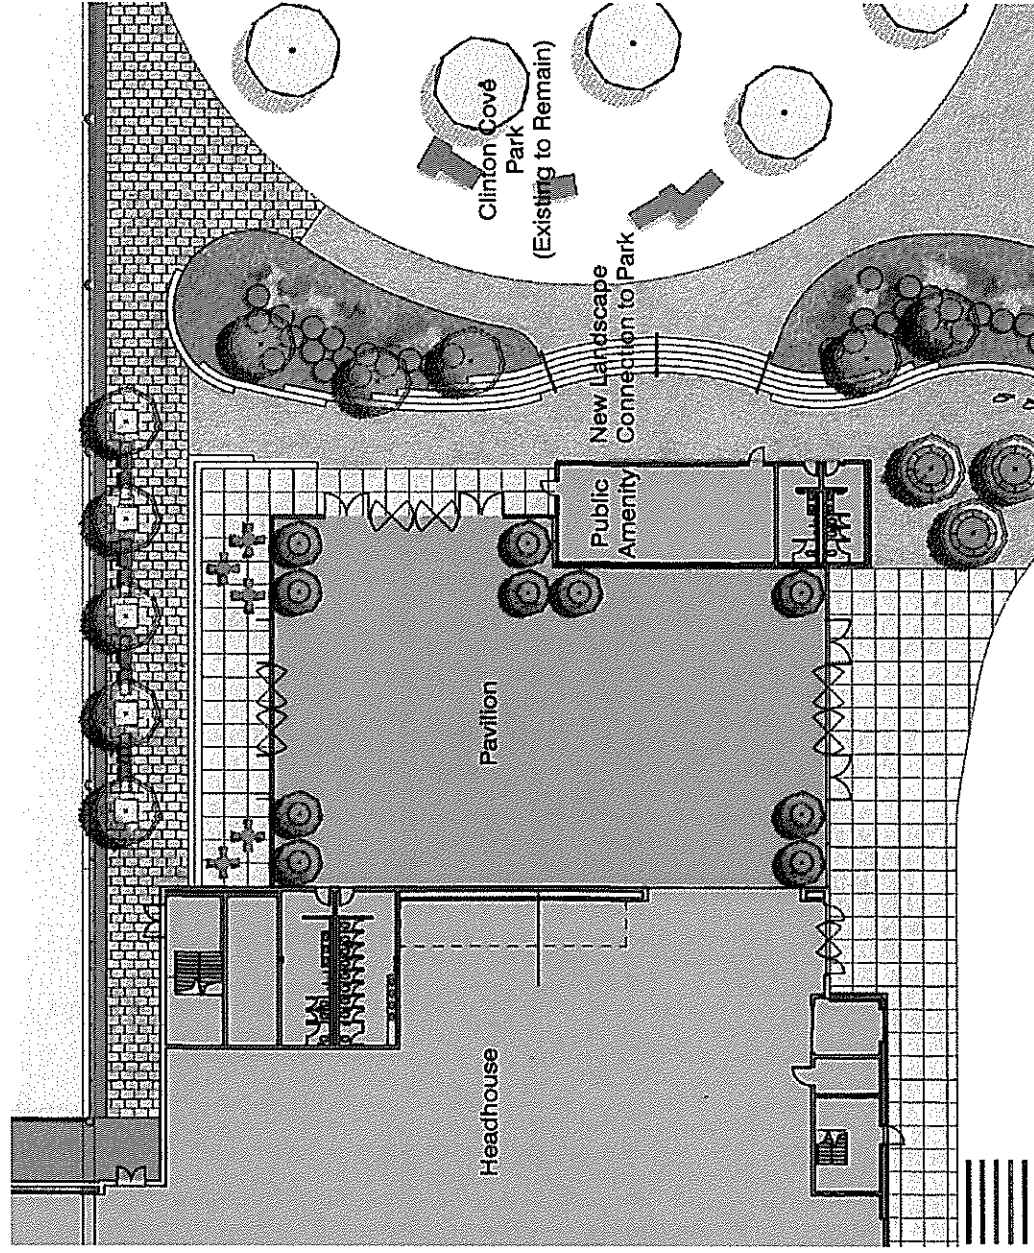 Clinton Cove
Park
(Existing to Remain)
New Landscape
Connection to Park
Public
Amenity
Pavilion
Headhouse